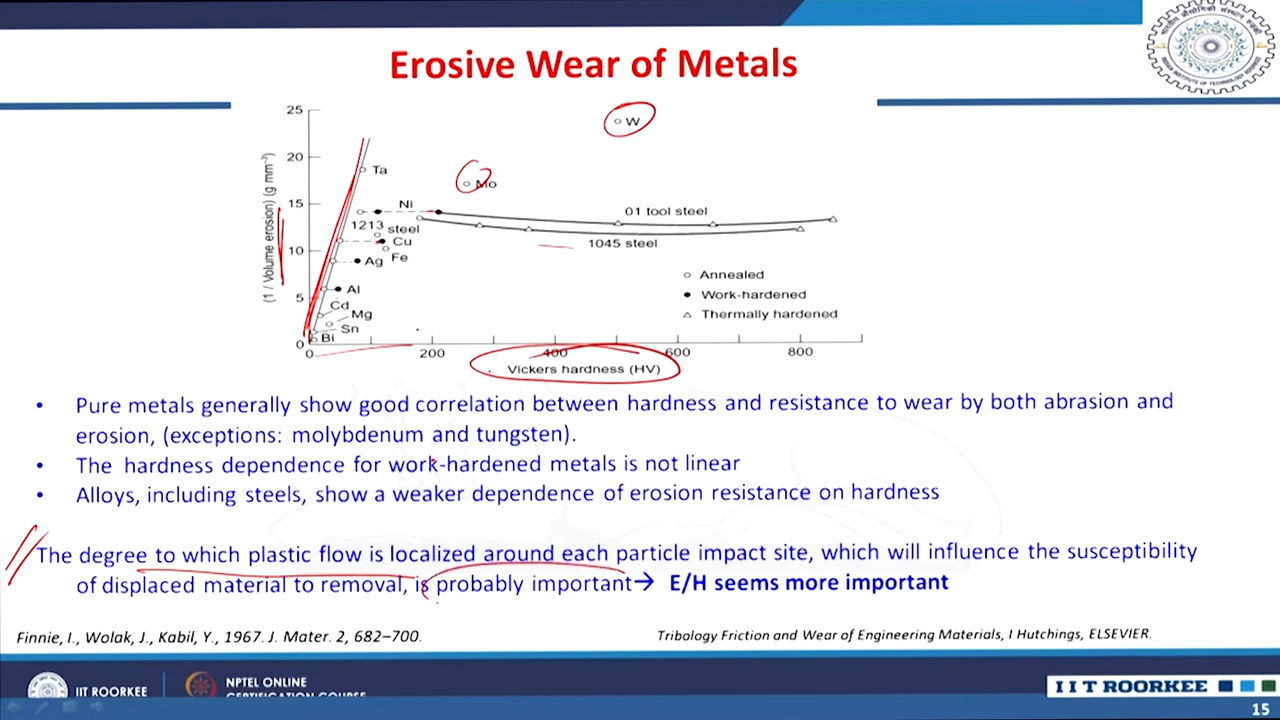 Erosive Wear of Metals
(1 / Volume erosion) (g mm⁻³)
25
20
15
10
5
0
W
Ta
Mo
Ni
01 tool steel
1213 steel
Cu
1045 steel
Fe
Ag
Al
Cd
Mg
Sn
Bi
○ Annealed
● Work-hardened
△ Thermally hardened
0 200 400 600 800
Vickers hardness (HV)
• Pure metals generally show good correlation between hardness and resistance to wear by both abrasion and
erosion, (exceptions: molybdenum and tungsten).
• The hardness dependence for work-hardened metals is not linear
• Alloys, including steels, show a weaker dependence of erosion resistance on hardness
The degree to which plastic flow is localized around each particle impact site, which will influence the susceptibility
of displaced material to removal, is probably important→ E/H seems more important
Finnie, I., Wolak, J., Kabil, Y., 1967. J. Mater. 2, 682–700.
Tribology Friction and Wear of Engineering Materials, I Hutchings, ELSEVIER.
IIT ROORKEE
NPTEL ONLINE
CERTIFICATION COURSE
IIT ROORKEE
15